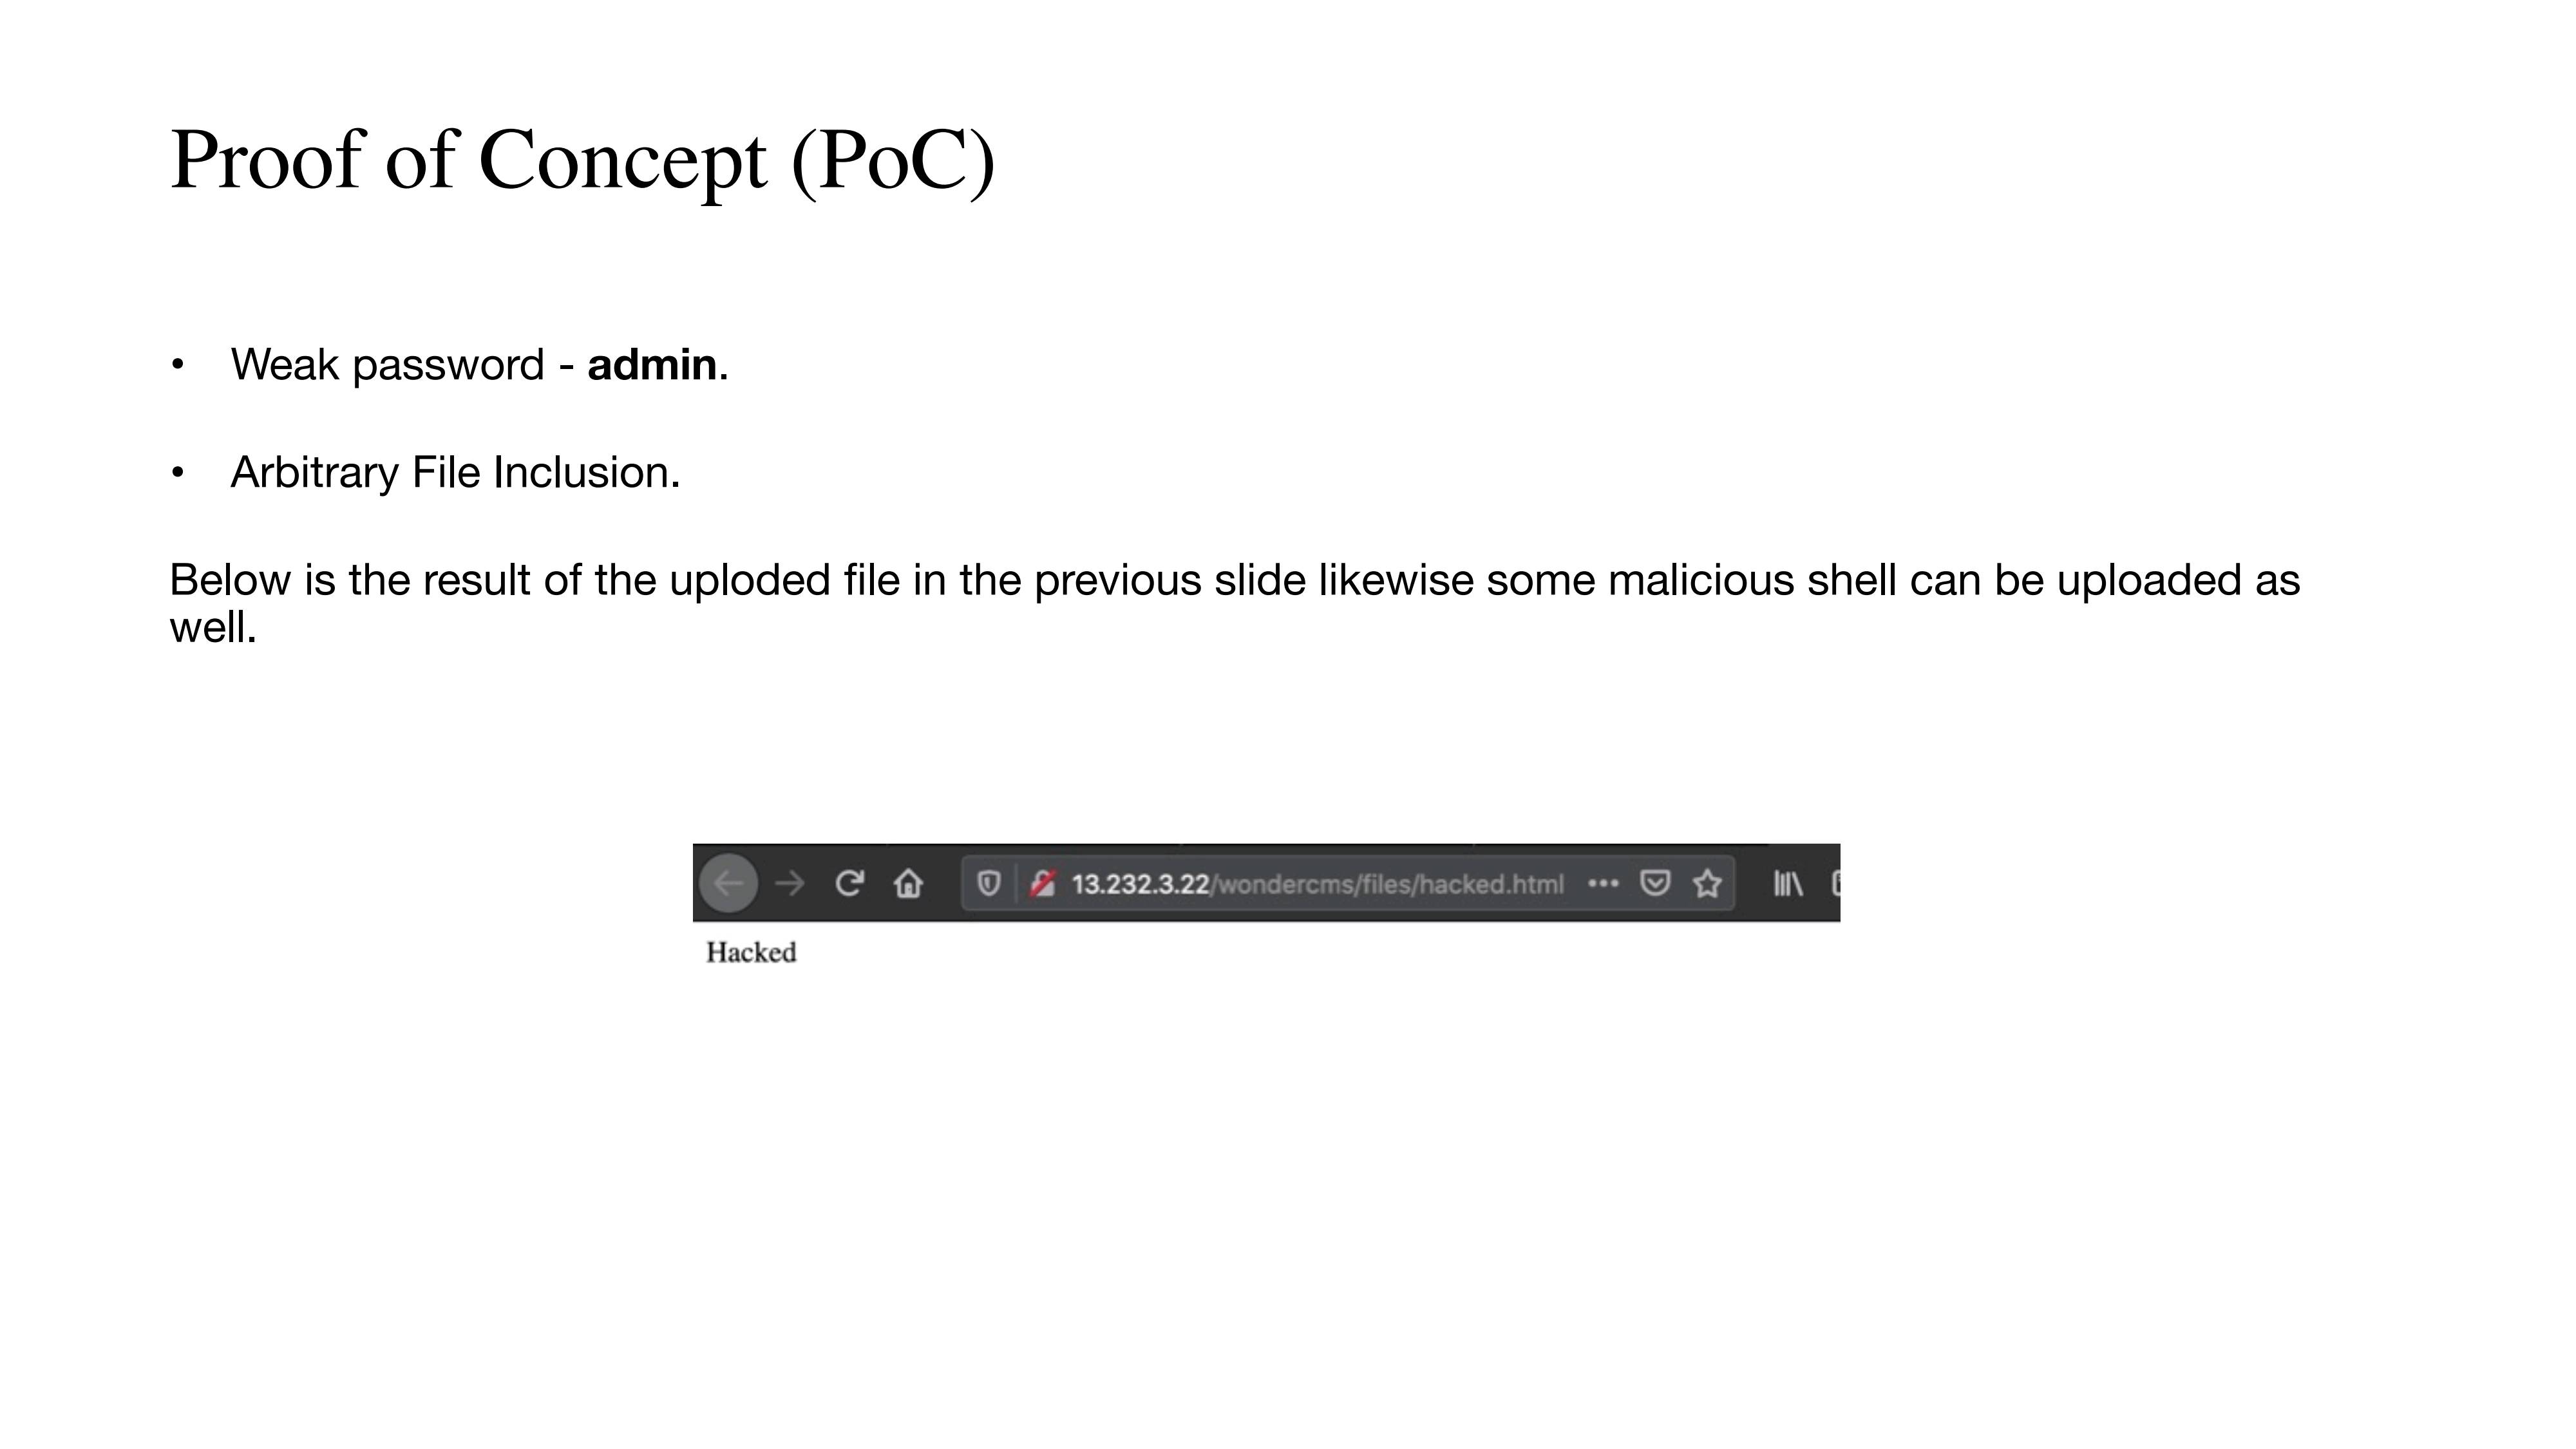 Proof of Concept (PoC)
• Weak password - admin.
• Arbitrary File Inclusion.
Below is the result of the uploded file in the previous slide likewise some malicious shell can be uploaded as
well.
13.232.3.22/wondercms/files/hacked.html
Hacked